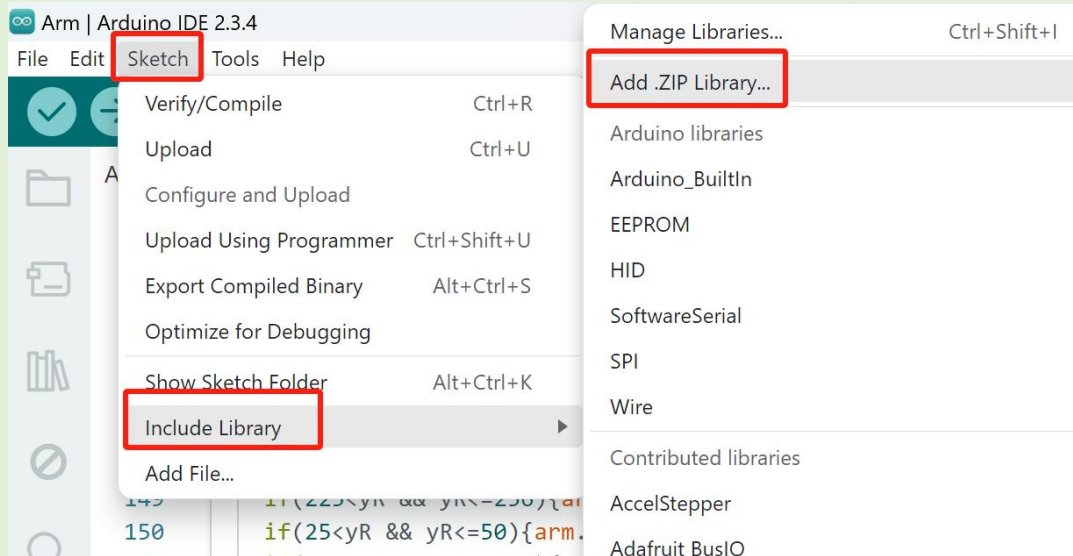 Arm | Arduino IDE 2.3.4
File Edit Sketch Tools Help
Verify/Compile Ctrl+R
Upload Ctrl+U
Configure and Upload
Upload Using Programmer Ctrl+Shift+U
Export Compiled Binary Alt+Ctrl+S
Optimize for Debugging
Show Sketch Folder Alt+Ctrl+K
Include Library
Add File...
Manage Libraries... Ctrl+Shift+I
Add .ZIP Library...
Arduino libraries
Arduino_BuiltIn
EEPROM
HID
SoftwareSerial
SPI
Wire
Contributed libraries
AccelStepper
Adafruit BusIO
A
149
150 if(25<yR && yR<=50){arm.